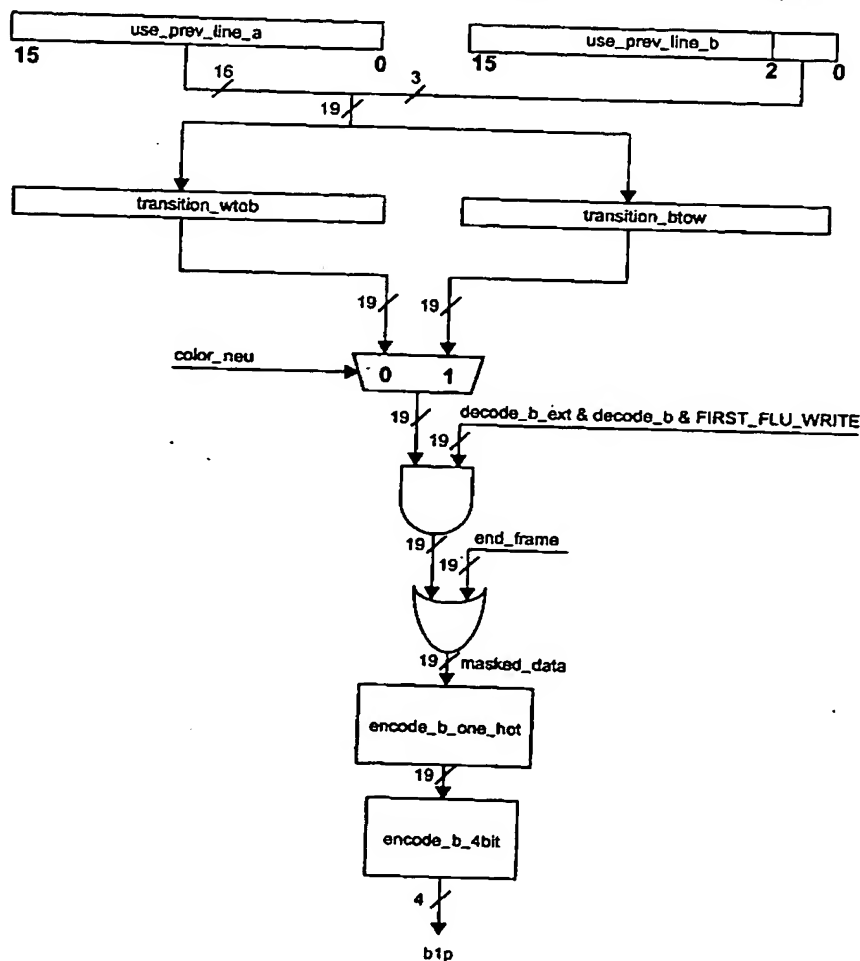 use_prev_line_a
use_prev_line_b
15
0
15
2
0
16
3
19
transition_wtob
transition_btow
19
19
color_neu
0
1
19
decode_b_ext & decode_b & FIRST_FLU_WRITE
19
19
end_frame
19
19
masked_data
encode_b_one_hot
19
encode_b_4bit
4
b1p